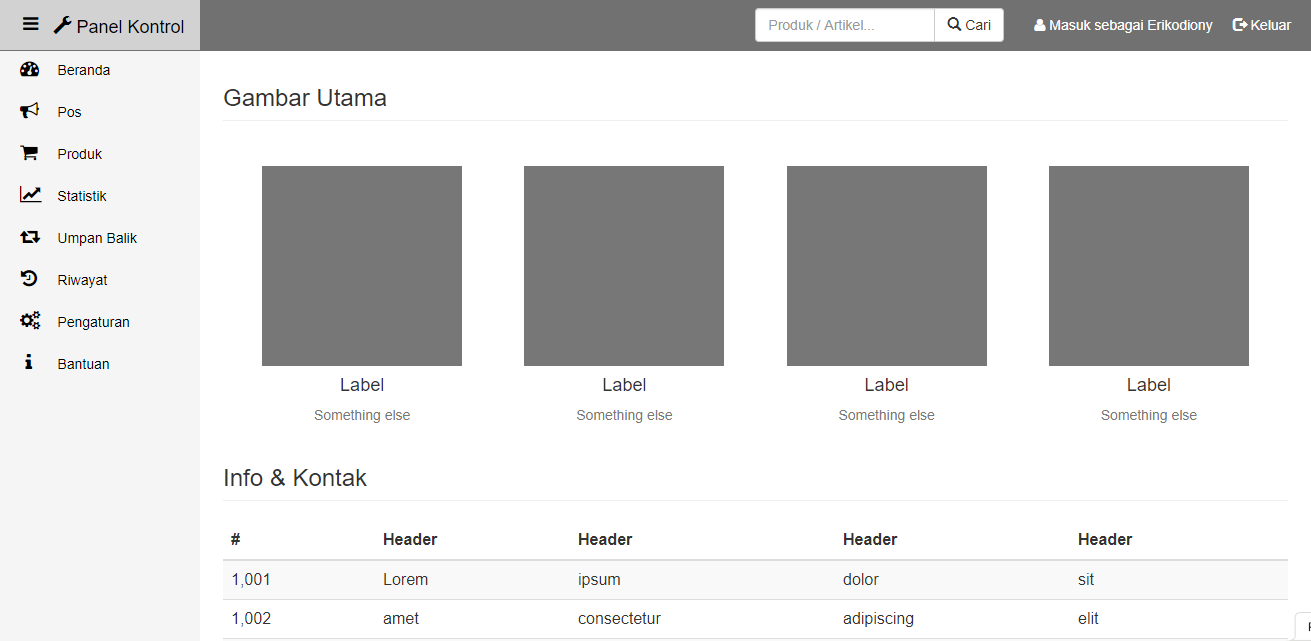 Panel Kontrol
Produk / Artikel...
Cari
Masuk sebagai Erikodiony
Keluar
Beranda
Pos
Produk
Statistik
Umpan Balik
Riwayat
Pengaturan
Bantuan
Gambar Utama
Label Label Label Label
Something else Something else Something else Something else
Info & Kontak
# Header Header Header Header
1,001 Lorem ipsum dolor sit
1,002 amet consectetur adipiscing elit